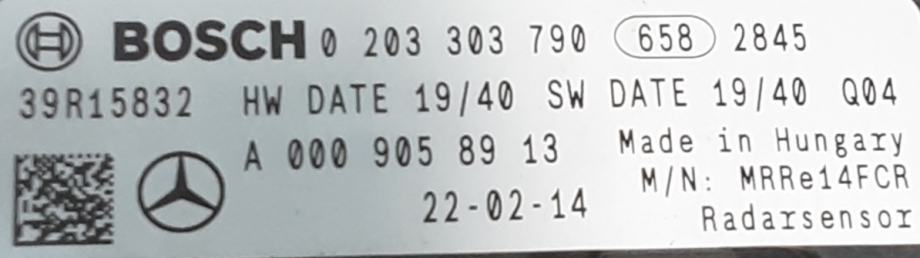 BOSCH 0 203 303 790 658 2845
39R15832 HW DATE 19/40 SW DATE 19/40 Q04
A 000 905 89 13 Made in Hungary
M/N: MRRe14FCR
22-02-14 Radarsensor